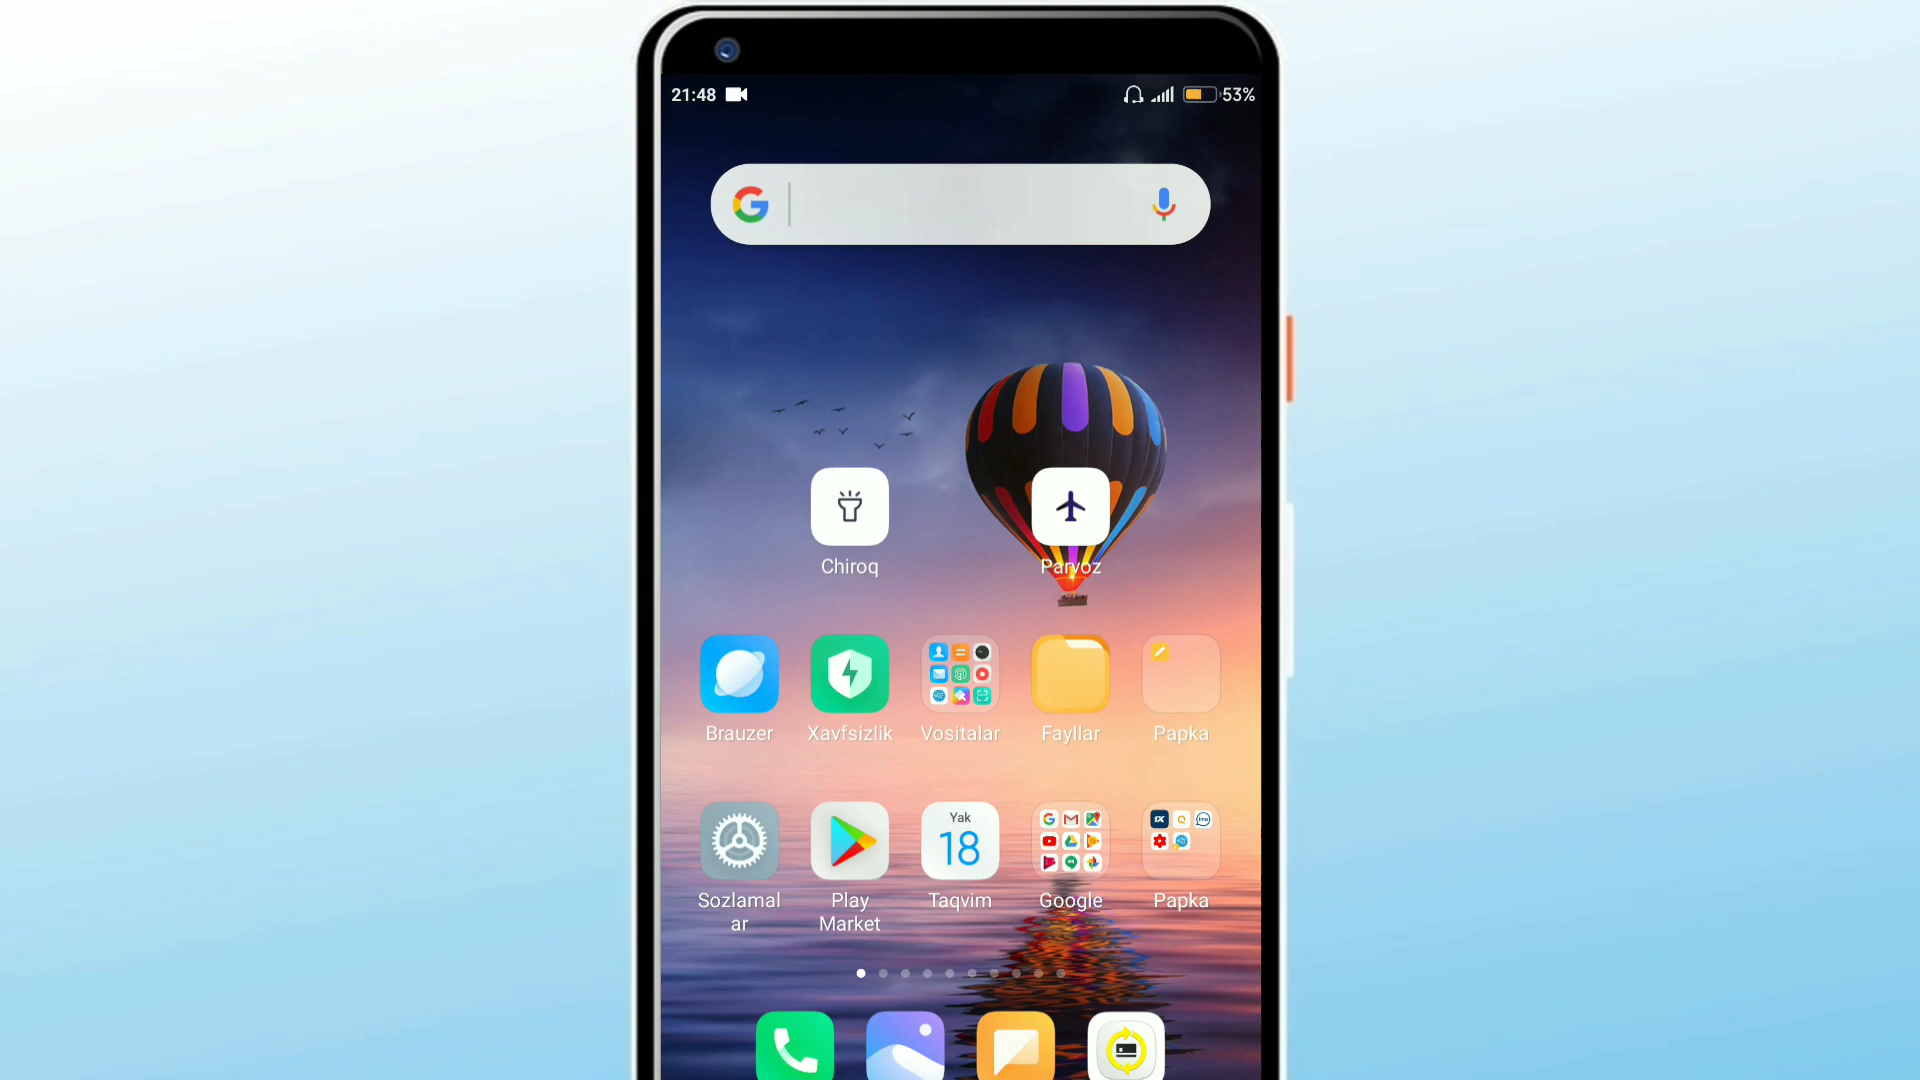 21:48 53%
Chiroq Parvoz
Brauzer Xavfsizlik Vositalar Fayllar Papka
Yak
18
Sozlamal Play Taqvim Google Papka
ar Market